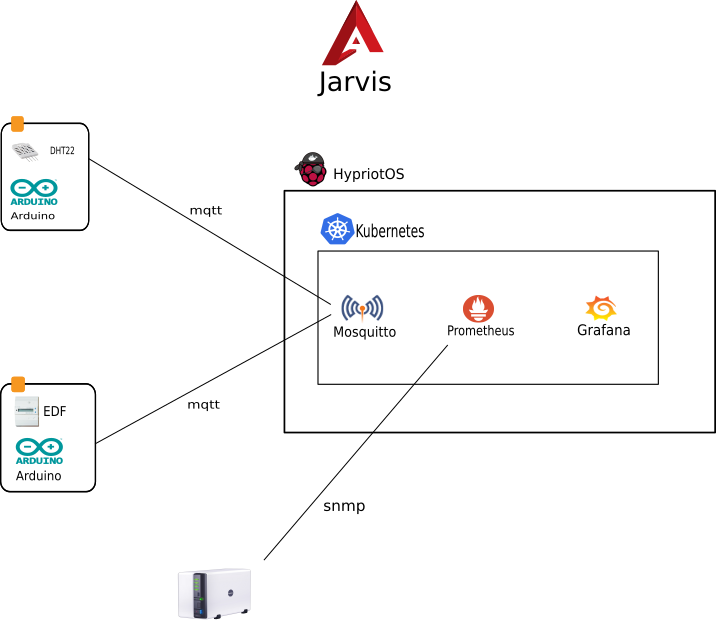 Jarvis
HypriotOS
DHT22
ARDUINO
Arduino
mqtt
Kubernetes
Mosquitto
Prometheus
Grafana
mqtt
EDF
ARDUINO
Arduino
snmp